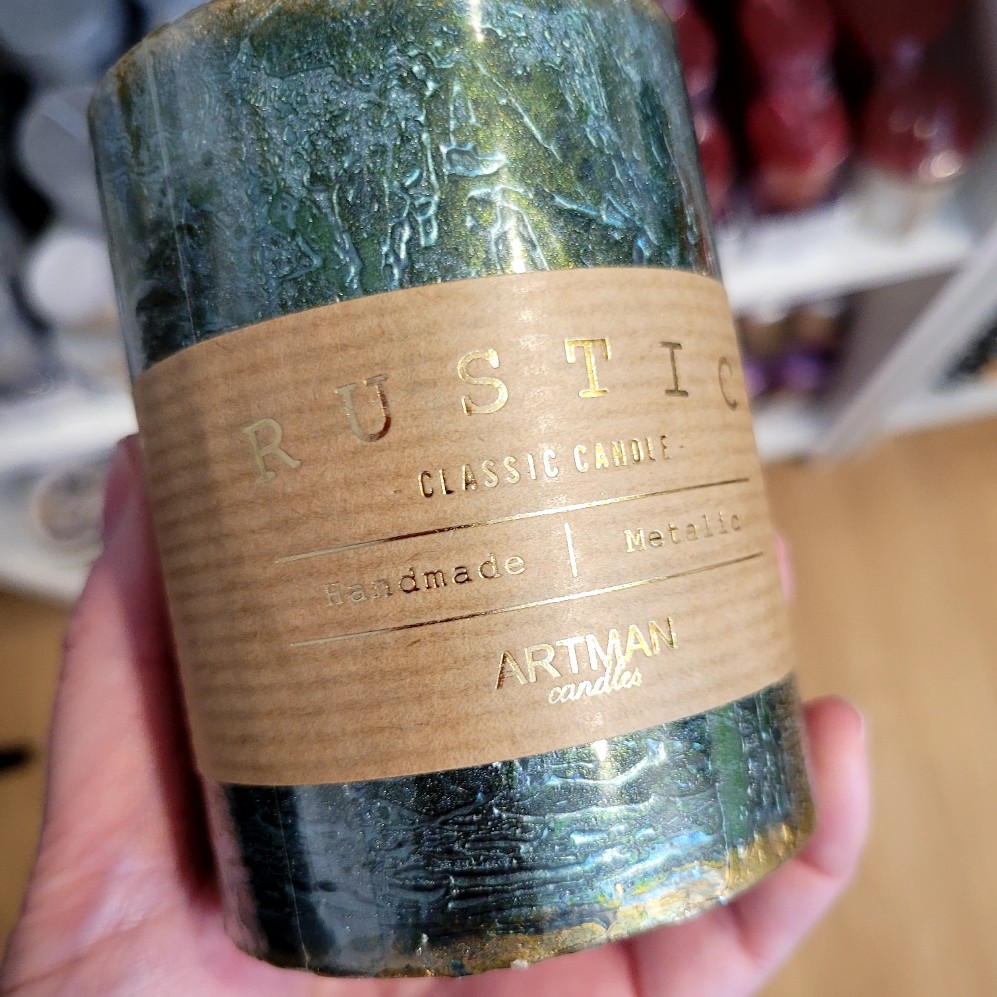 RUSTIC
- CLASSIC CANDLE -
Handmade | Metalic
ARTMAN
candles